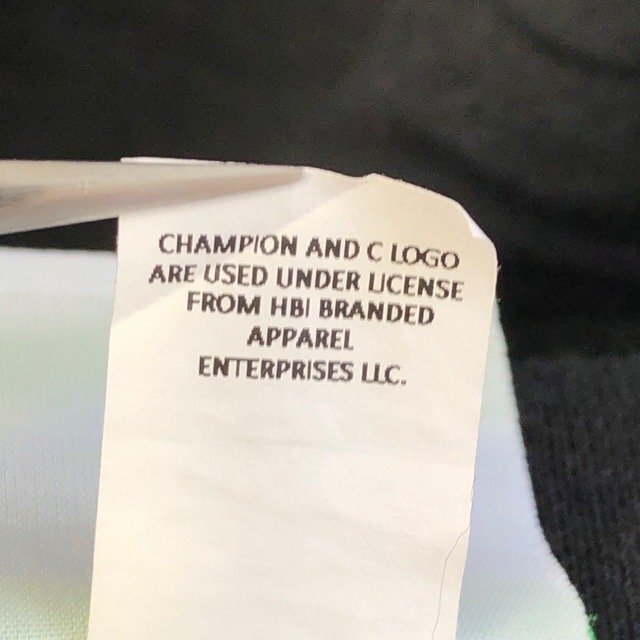 CHAMPION AND C LOGO
ARE USED UNDER LICENSE
FROM HBI BRANDED
APPAREL
ENTERPRISES LLC.